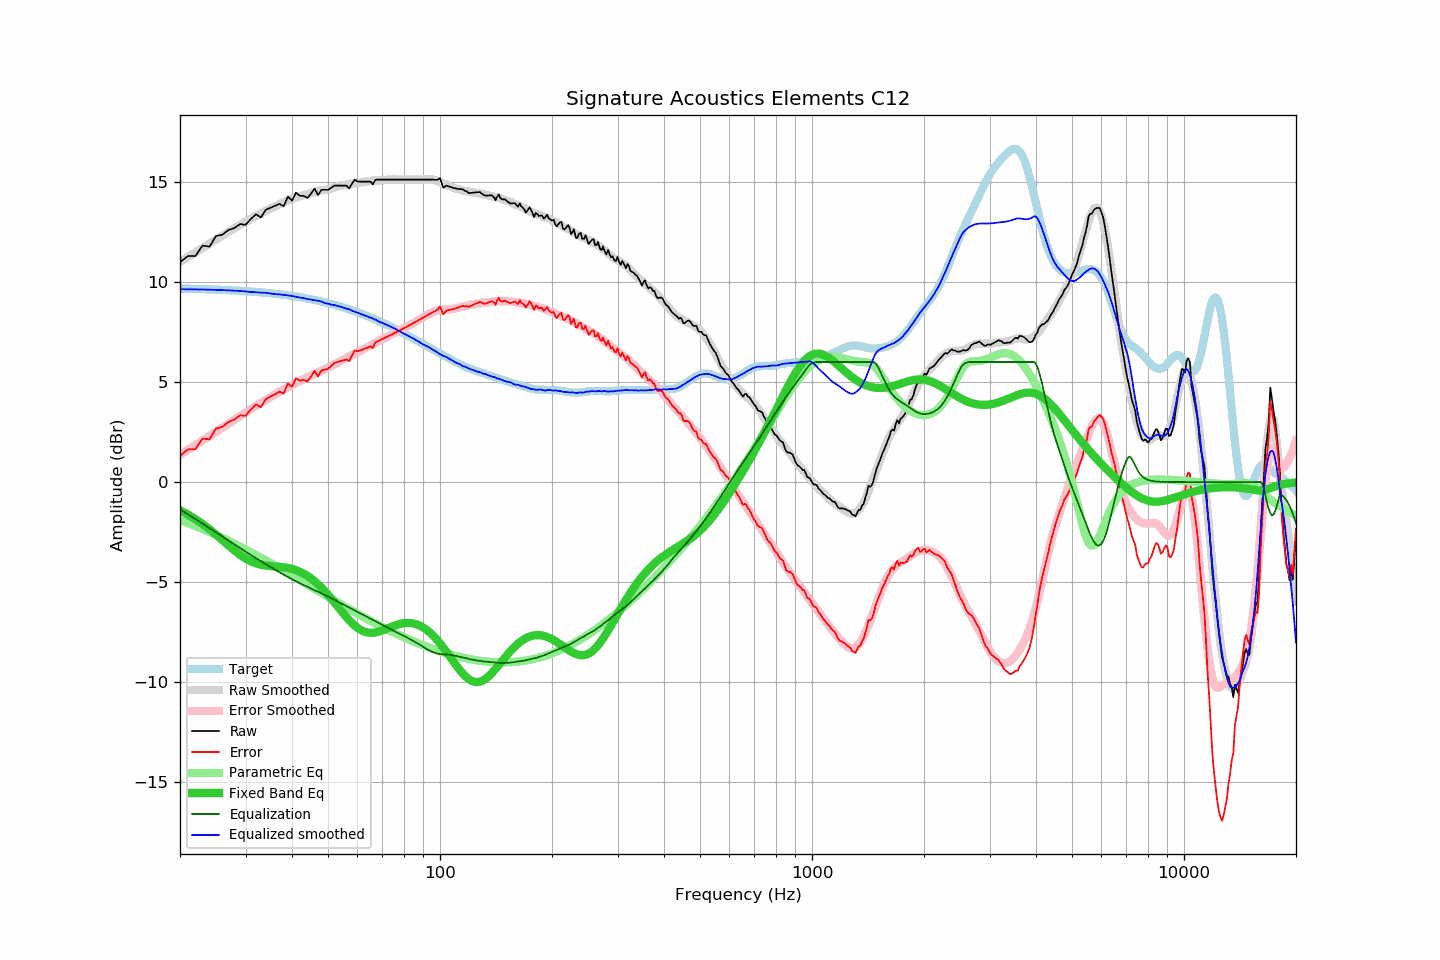 Signature Acoustics Elements C12
Amplitude (dBr)
15
10
5
0
−5
−10
−15
Target
Raw Smoothed
Error Smoothed
Raw
Error
Parametric Eq
Fixed Band Eq
Equalization
Equalized smoothed
100 1000 10000
Frequency (Hz)